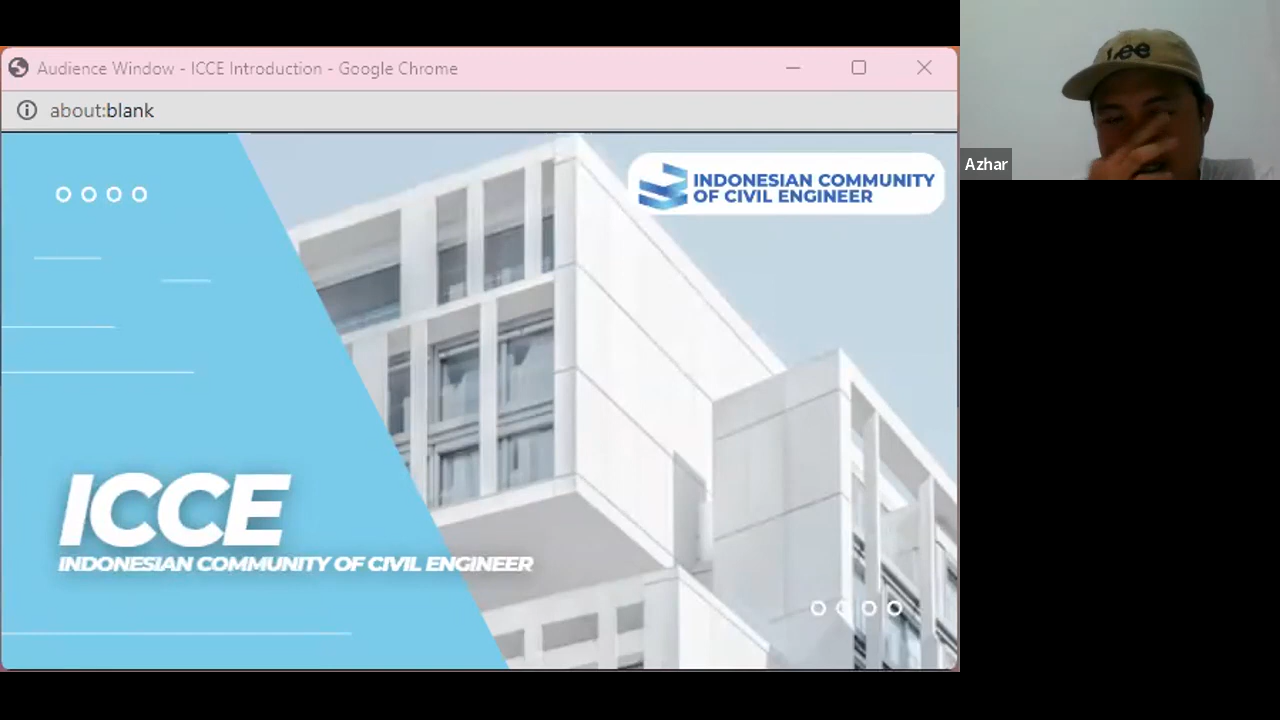 Audience Window - ICCE Introduction - Google Chrome
about:blank
INDONESIAN COMMUNITY
OF CIVIL ENGINEER
ICCE
INDONESIAN COMMUNITY OF CIVIL ENGINEER
Lee
Azhar